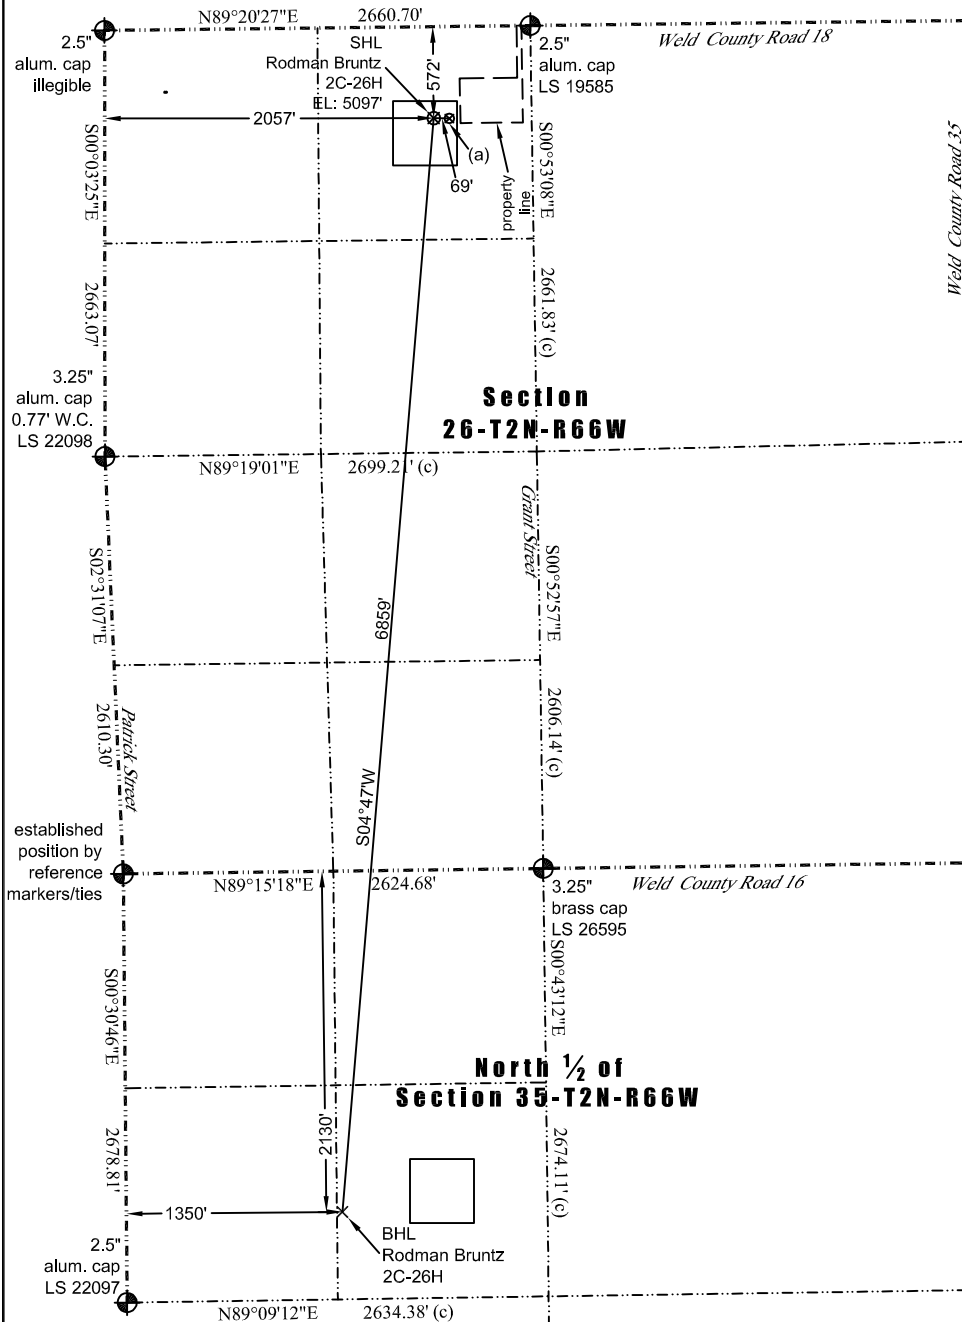 N89°20'27"E 2660.70'
2.5"
alum. cap
illegible
SHL
Rodman Bruntz
2C-26H
EL: 5097'
572'
2.5"
alum. cap
LS 19585
Weld County Road 18
2057'
(a)
69'
property
line
S00°03'25"E
S00°53'08"E
Weld County Road 35
2663.07'
2661.83' (c)
3.25"
alum. cap
0.77' W.C.
LS 22098
Section
26-T2N-R66W
N89°19'01"E 2699.21' (c)
Grant Street
S02°31'07"E
S00°52'57"E
6859'
Patrick Street
2610.30'
2606.14' (c)
S04°47'W
established
position by
reference
markers/ties
N89°15'18"E 2624.68'
Weld County Road 16
3.25"
brass cap
LS 26595
S00°30'46"E
S00°43'12"E
North ½ of
Section 35-T2N-R66W
2130'
2678.81'
2674.11' (c)
1350'
BHL
Rodman Bruntz
2C-26H
2.5"
alum. cap
LS 22097
N89°09'12"E 2634.38' (c)